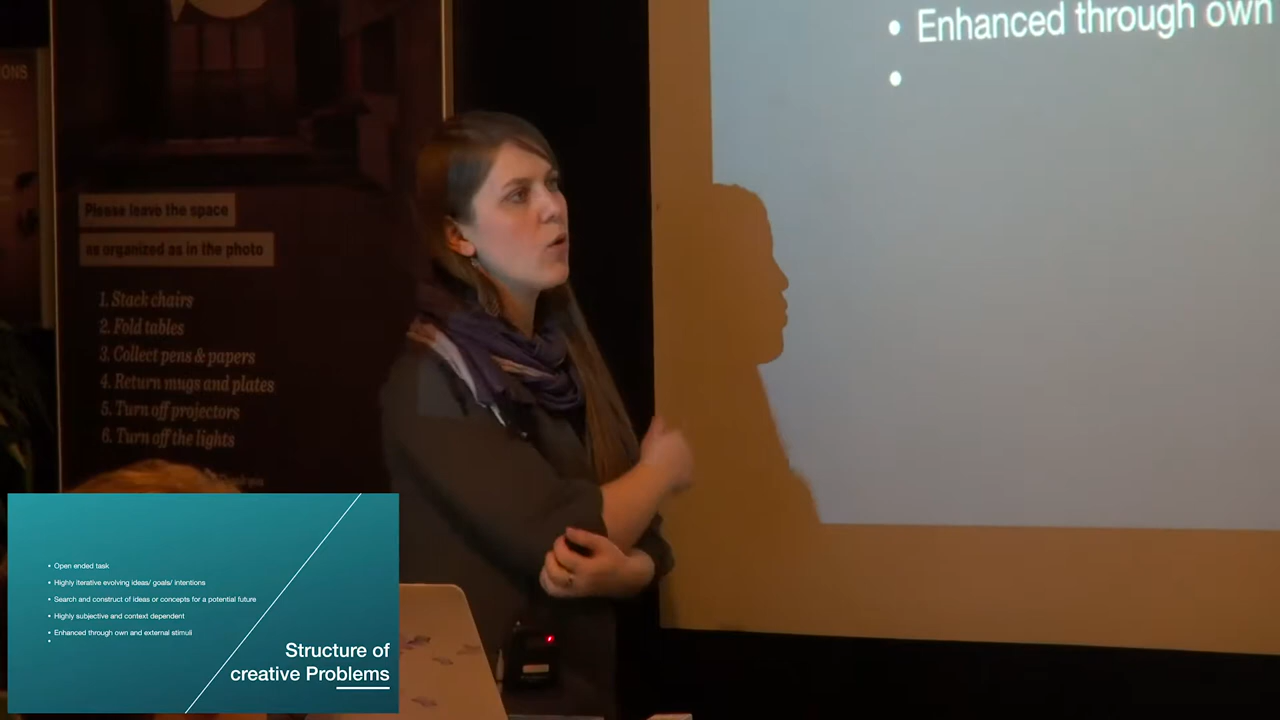 IONS
Please leave the space
as organized as in the photo
1. Stack chairs
2. Fold tables
3. Collect pens & papers
4. Return mugs and plates
5. Turn off projectors
6. Turn off the lights
• Enhanced through own
•
• Open ended task
• Highly iterative evolving ideas/ goals/ intentions
• Search and construct of ideas or concepts for a potential future
• Highly subjective and context dependent
• Enhanced through own and external stimuli
•
Structure of
creative Problems